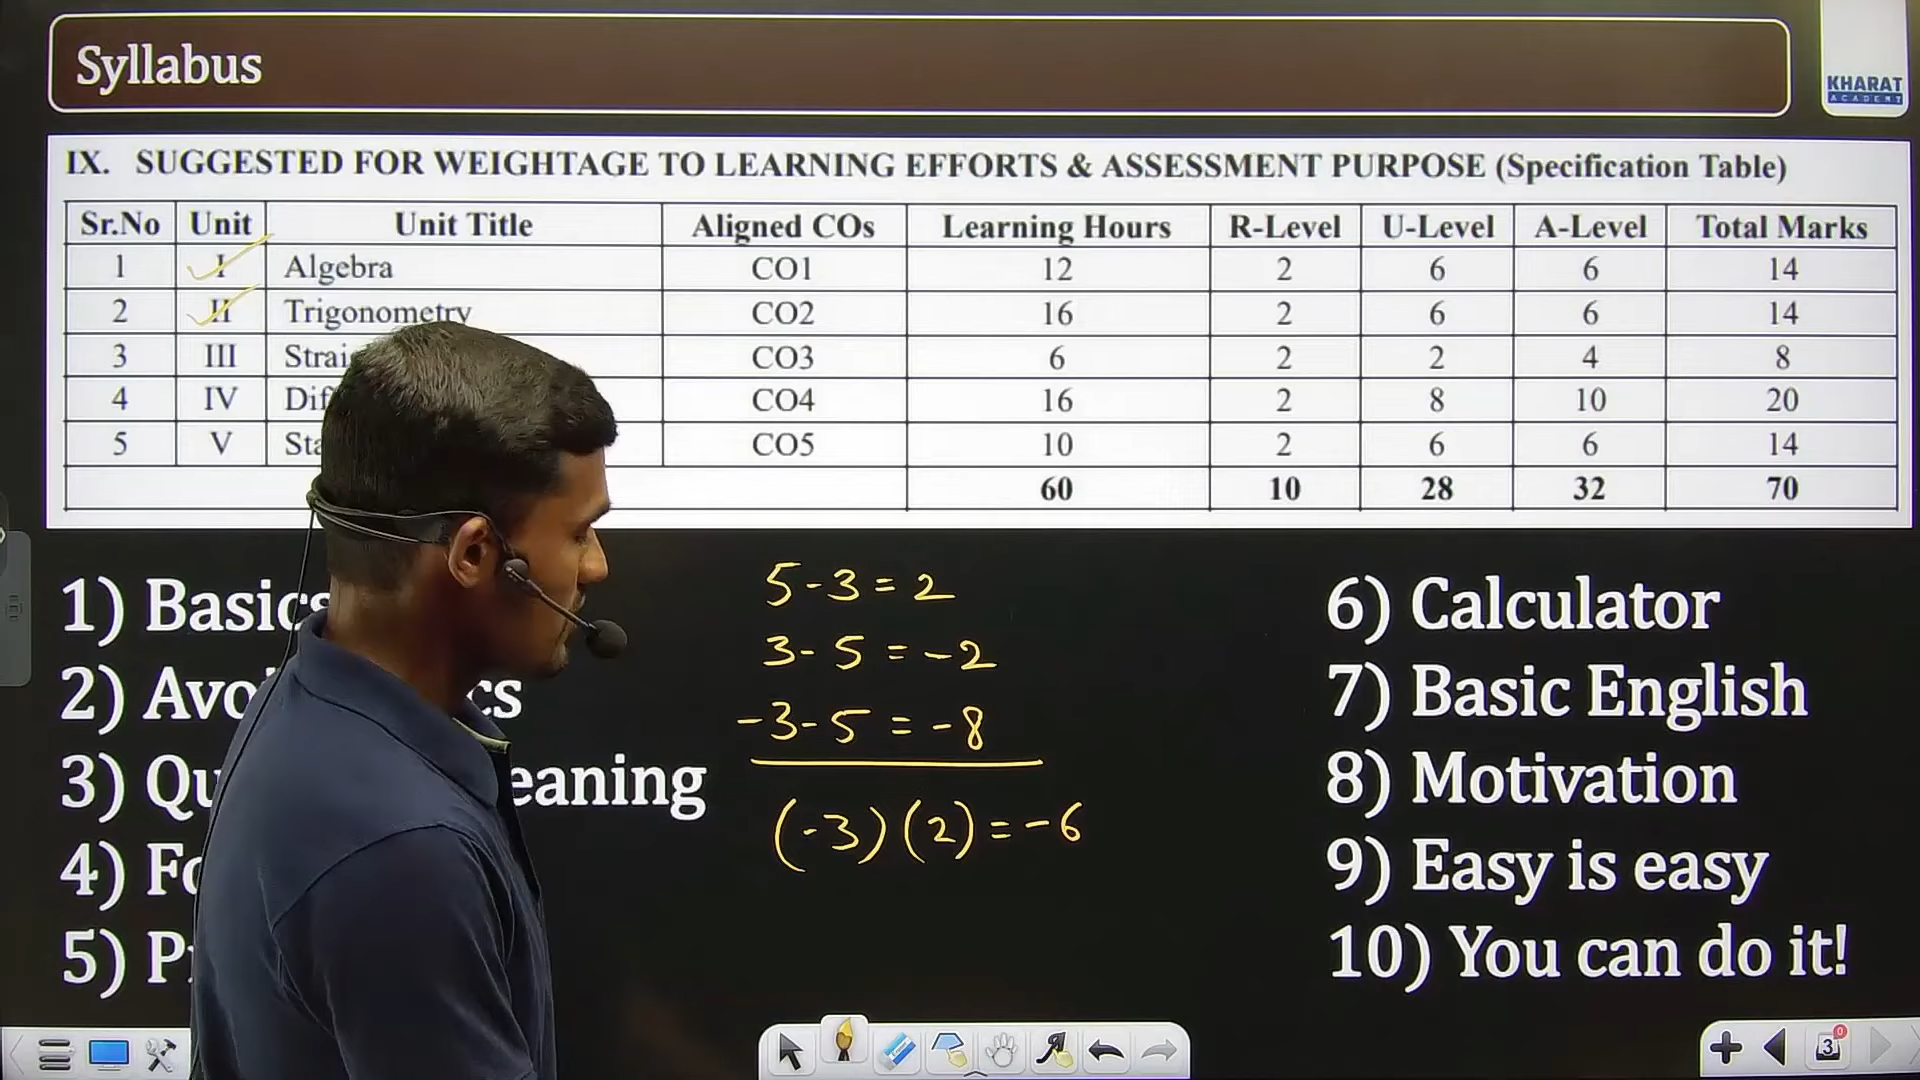 Syllabus
KHARAT
ACADEMY
IX. SUGGESTED FOR WEIGHTAGE TO LEARNING EFFORTS & ASSESSMENT PURPOSE (Specification Table)
Sr.No Unit Unit Title Aligned COs Learning Hours R-Level U-Level A-Level Total Marks
1 I Algebra CO1 12 2 6 6 14
2 II Trigonometry CO2 16 2 6 6 14
3 III CO3 6 2 2 4 8
4 IV CO4 16 2 8 10 20
5 V CO5 10 2 6 6 14
60 10 28 32 70
1) Basics
2)
3)
4)
5)
5-3=2
3-5=-2
-3-5=-8
(-3)(2)=-6
6) Calculator
7) Basic English
8) Motivation
9) Easy is easy
10) You can do it!
3
0